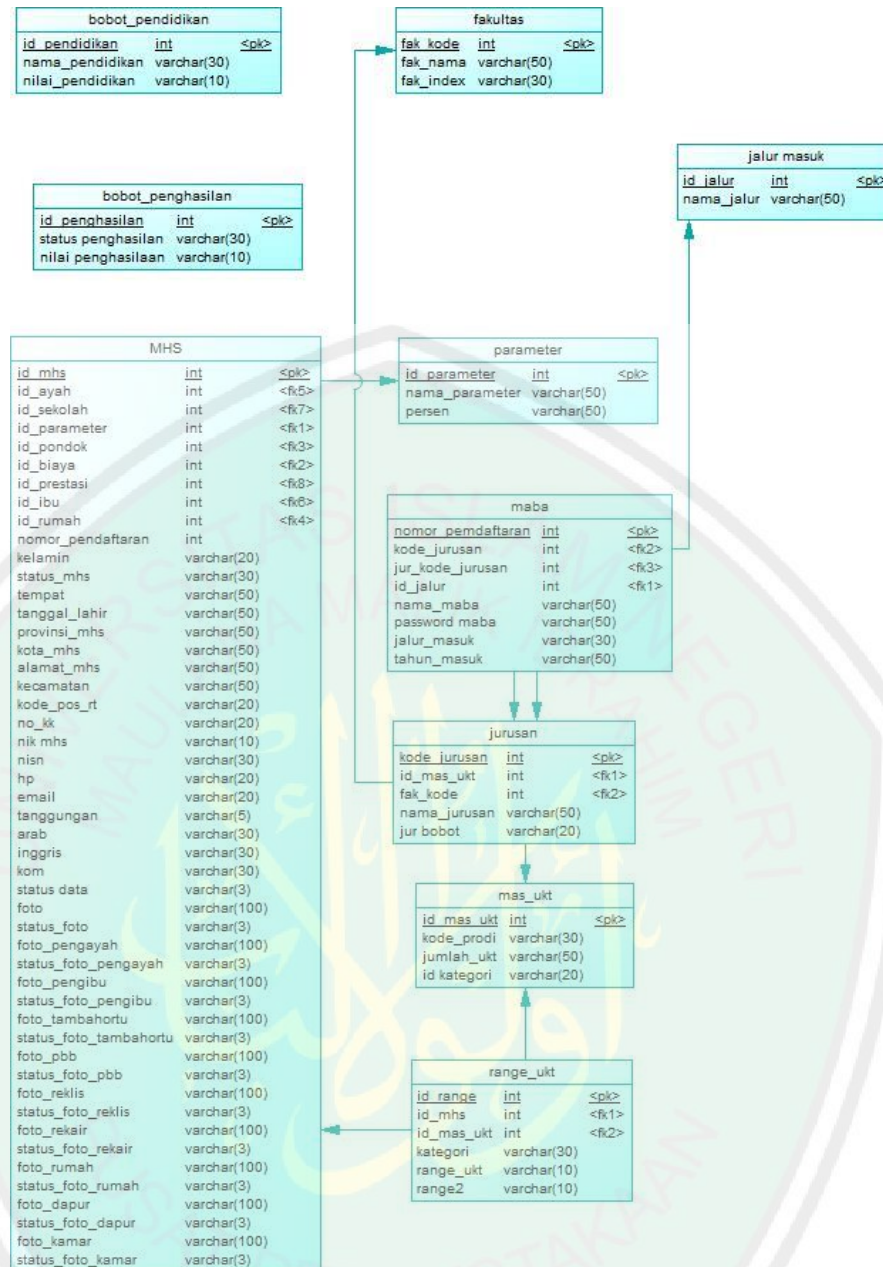 bobot_pendidikan
id_pendidikan int <pk>
nama_pendidikan varchar(30)
nilai_pendidikan varchar(10)
fakultas
fak_kode int <pk>
fak_nama varchar(50)
fak_index varchar(30)
jalur masuk
id_jalur int <pk>
nama_jalur varchar(50)
bobot_penghasilan
id_penghasilan int <pk>
status penghasilan varchar(30)
nilai penghasilaan varchar(10)
MHS
id_mhs int <pk>
id_ayah int <fk5>
id_sekolah int <fk7>
id_parameter int <fk1>
id_pondok int <fk3>
id_biaya int <fk2>
id_prestasi int <fk8>
id_ibu int <fk6>
id_rumah int <fk4>
nomor_pendaftaran int
kelamin varchar(20)
status_mhs varchar(30)
tempat varchar(50)
tanggal_lahir varchar(50)
provinsi_mhs varchar(50)
kota_mhs varchar(50)
alamat_mhs varchar(50)
kecamatan varchar(50)
kode_pos_rt varchar(20)
no_kk varchar(20)
nik mhs varchar(10)
nisn varchar(30)
hp varchar(20)
email varchar(20)
tanggungan varchar(5)
arab varchar(30)
inggris varchar(30)
kom varchar(30)
status data varchar(3)
foto varchar(100)
status_foto varchar(3)
foto_pengayah varchar(100)
status_foto_pengayah varchar(3)
foto_pengibu varchar(100)
status_foto_pengibu varchar(3)
foto_tambahortu varchar(100)
status_foto_tambahortu varchar(3)
foto_pbb varchar(100)
status_foto_pbb varchar(3)
foto_reklis varchar(100)
status_foto_reklis varchar(3)
foto_rekair varchar(100)
status_foto_rekair varchar(3)
foto_rumah varchar(100)
status_foto_rumah varchar(3)
foto_dapur varchar(100)
status_foto_dapur varchar(3)
foto_kamar varchar(100)
status_foto_kamar varchar(3)
parameter
id_parameter int <pk>
nama_parameter varchar(50)
persen varchar(50)
maba
nomor_pemdaftaran int <pk>
kode_jurusan int <fk2>
jur_kode_jurusan int <fk3>
id_jalur int <fk1>
nama_maba varchar(50)
password maba varchar(50)
jalur_masuk varchar(30)
tahun_masuk varchar(50)
jurusan
kode_jurusan int <pk>
id_mas_ukt int <fk1>
fak_kode int <fk2>
nama_jurusan varchar(50)
jur bobot varchar(20)
mas_ukt
id_mas_ukt int <pk>
kode_prodi varchar(30)
jumlah_ukt varchar(50)
id kategori varchar(20)
range_ukt
id_range int <pk>
id_mhs int <fk1>
id_mas_ukt int <fk2>
kategori varchar(30)
range_ukt varchar(10)
range2 varchar(10)